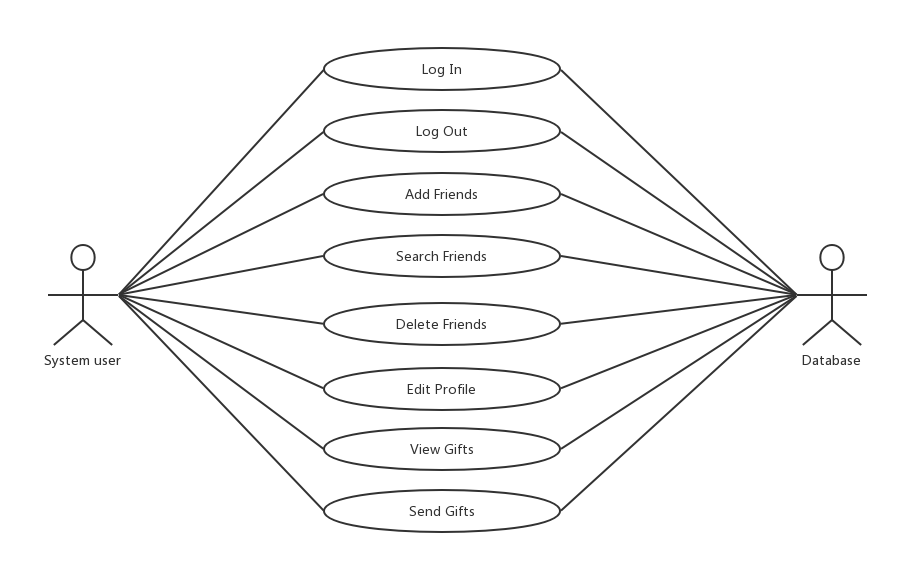 Log In
Log Out
Add Friends
Search Friends
Delete Friends
Edit Profile
View Gifts
Send Gifts
System user
Database